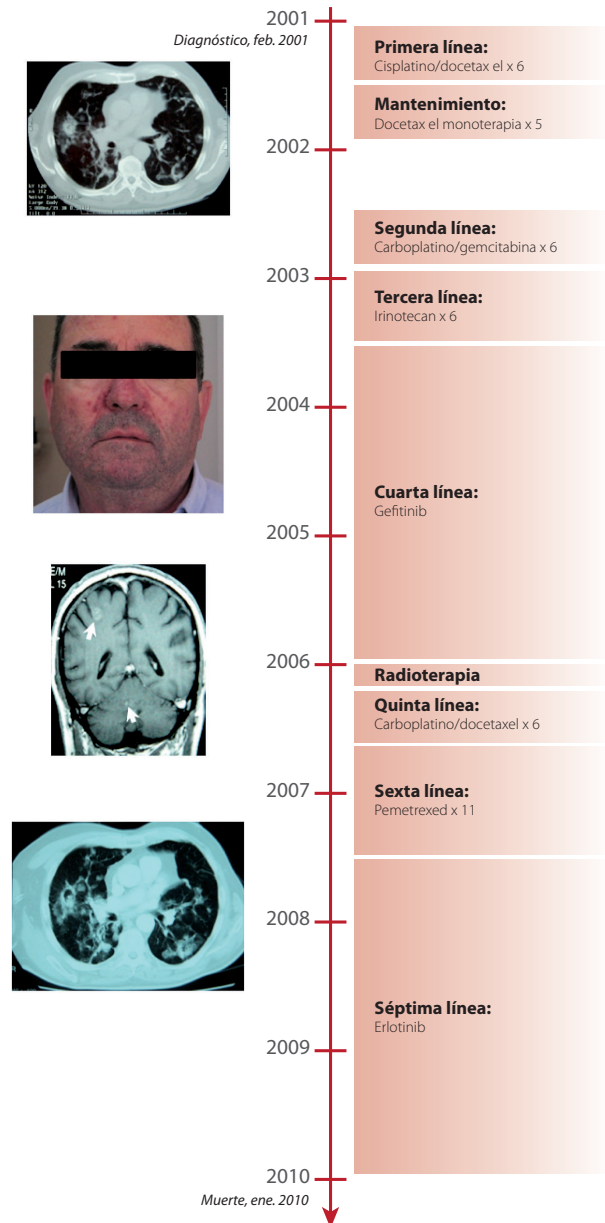 2001
Diagnóstico, feb. 2001
Primera línea:
Cisplatino/docetax el x 6
Mantenimiento:
Docetax el monoterapia x 5
2002
Segunda línea:
Carboplatino/gemcitabina x 6
2003
Tercera línea:
Irinotecan x 6
2004
Cuarta línea:
Gefitinib
2005
E/M
L 15
2006
Radioterapia
Quinta línea:
Carboplatino/docetaxel x 6
2007
Sexta línea:
Pemetrexed x 11
2008
Séptima línea:
Erlotinib
2009
2010
Muerte, ene. 2010